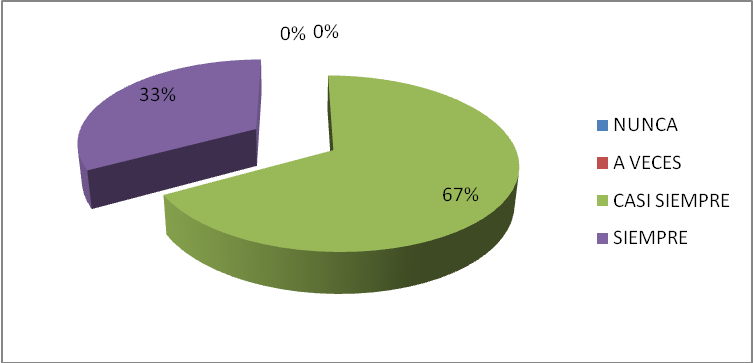 0% 0%
33%
67%
NUNCA
A VECES
CASI SIEMPRE
SIEMPRE